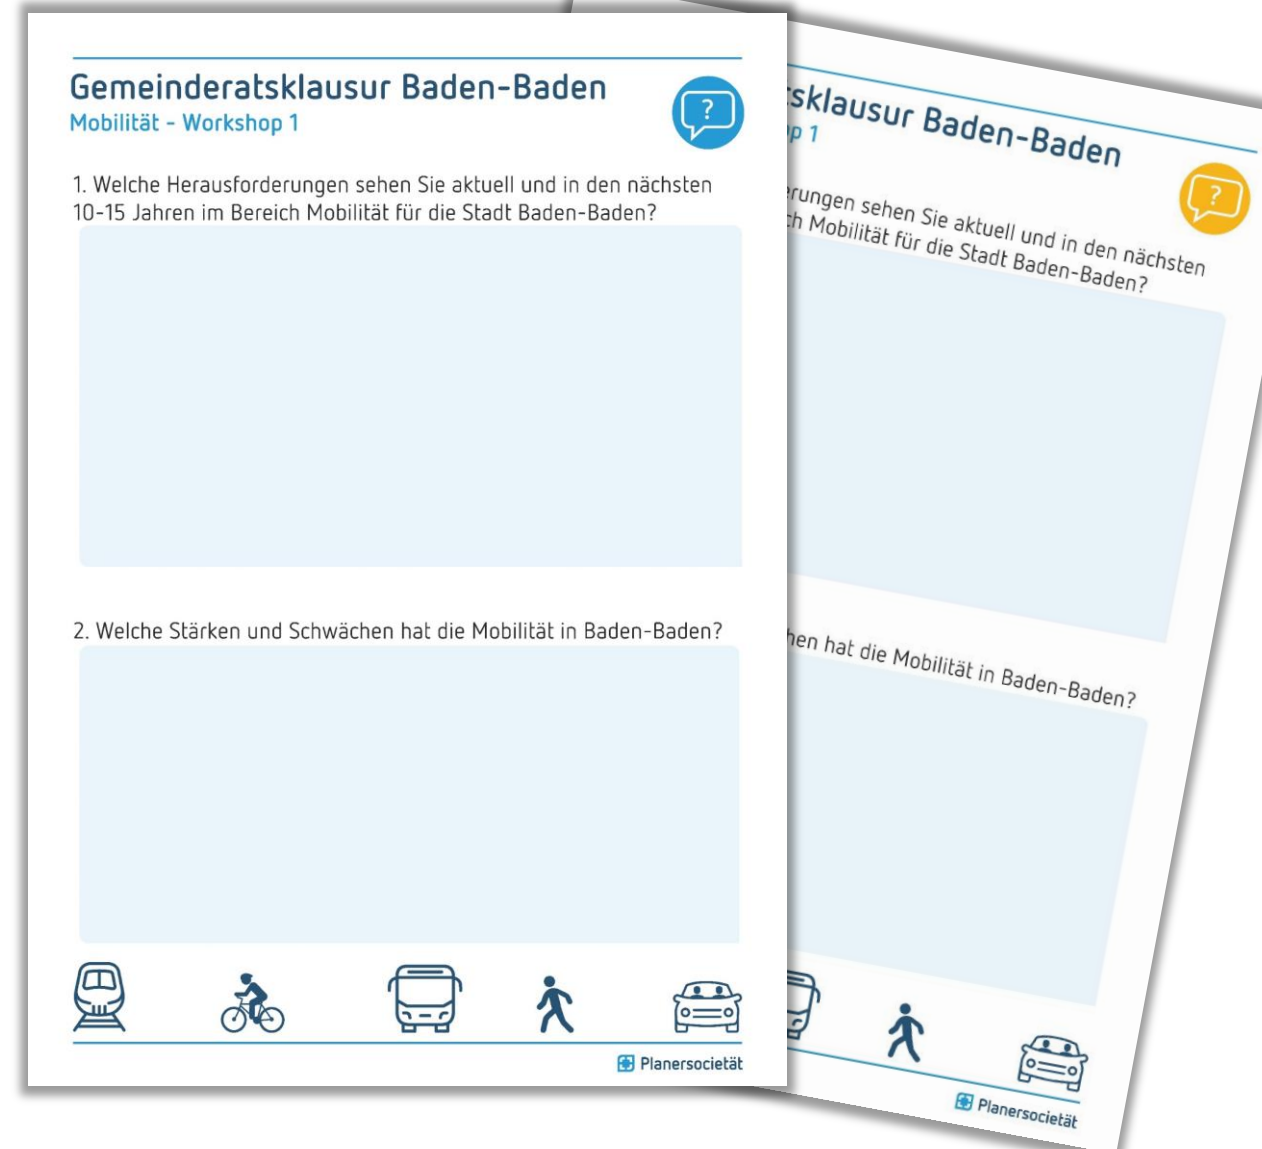 Gemeinderatsklausur Baden-Baden
Mobilität - Workshop 1
?
1. Welche Herausforderungen sehen Sie aktuell und in den nächsten
10-15 Jahren im Bereich Mobilität für die Stadt Baden-Baden?
2. Welche Stärken und Schwächen hat die Mobilität in Baden-Baden?
Planersocietät
sklausur Baden-Baden
p 1
?
rungen sehen Sie aktuell und in den nächsten
ch Mobilität für die Stadt Baden-Baden?
hen hat die Mobilität in Baden-Baden?
Planersocietät